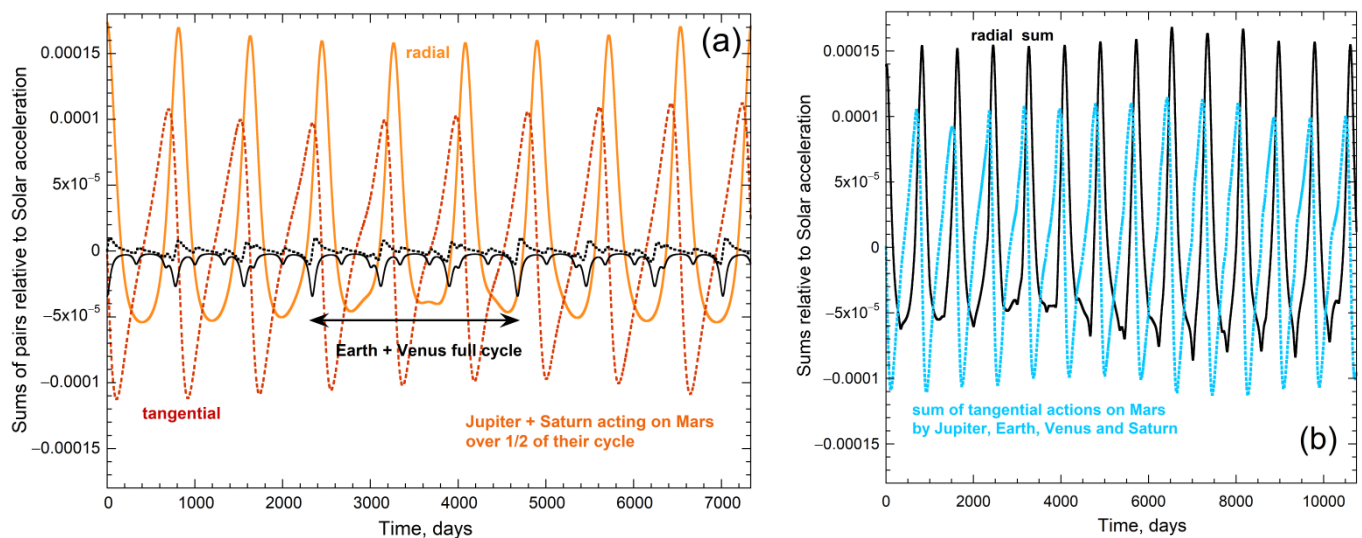 (a)
radial
0.00015
0.0001
5x10⁻⁵
0
−5x10⁻⁵
−0.0001
−0.00015
Sums of pairs relative to Solar acceleration
Earth + Venus full cycle
tangential
Jupiter + Saturn acting on Mars
over 1/2 of their cycle
0 1000 2000 3000 4000 5000 6000 7000
Time, days
radial sum
0.00015
0.0001
5x10⁻⁵
0
−5x10⁻⁵
−0.0001
−0.00015
Sums relative to Solar acceleration
sum of tangential actions on Mars
by Jupiter, Earth, Venus and Saturn
(b)
0 2000 4000 6000 8000 10000
Time, days